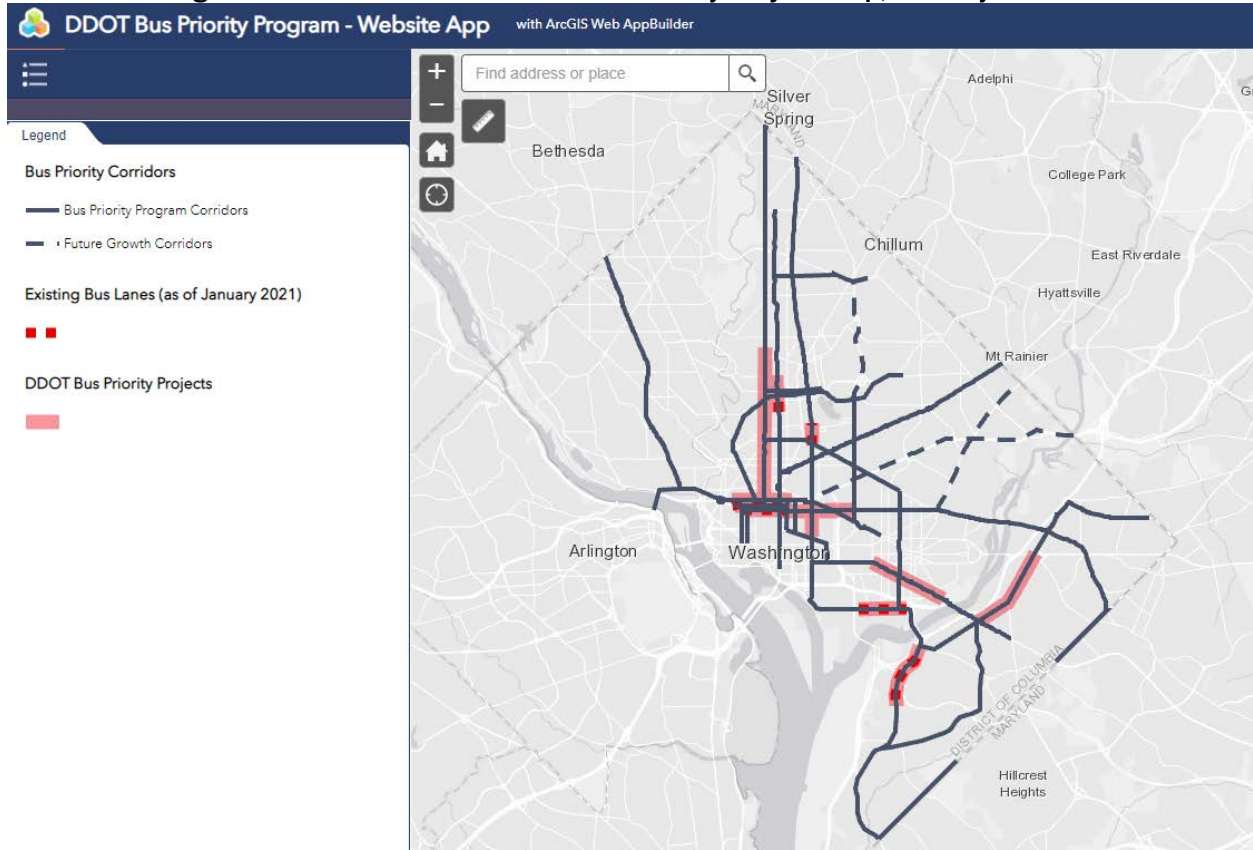 DDOT Bus Priority Program - Website App with ArcGIS Web AppBuilder
Find address or place
Legend
Bus Priority Corridors
Bus Priority Program Corridors
Future Growth Corridors
Existing Bus Lanes (as of January 2021)
DDOT Bus Priority Projects
Adelphi
Silver
Spring
MARYLAND
Bethesda
College Park
Chillum
East Riverdale
Hyattsville
Mt Rainier
Arlington
Washington
DISTRICT OF COLUMBIA
MARYLAND
Hillcrest
Heights